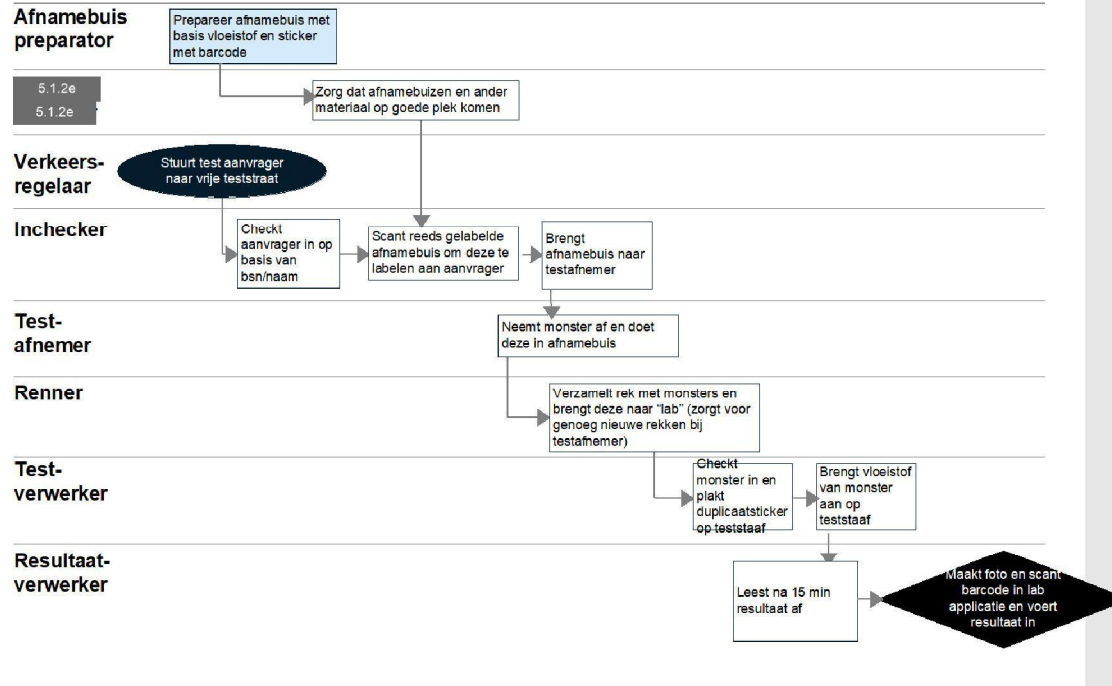 Afnamebuis
preparator
Prepareer afnamebuis met
basis vloeistof en sticker
met barcode
5.1.2e
5.1.2e
Zorg dat afnamebuizen en ander
materiaal op goede plek komen
Verkeers-
regelaar
Stuurt test aanvrager
naar vrije teststraat
Inchecker
Checkt
aanvrager in op
basis van
bsn/naam
Scant reeds gelabelde
afnamebuis om deze te
labelen aan aanvrager
Brengt
afnamebuis naar
testafnemer
Test-
afnemer
Neemt monster af en doet
deze in afnamebuis
Renner
Verzamelt rek met monsters en
brengt deze naar “lab” (zorgt voor
genoeg nieuwe rekken bij
testafnemer)
Test-
verwerker
Checkt
monster in en
plakt
duplicaatsticker
op teststaaf
Brengt vloeistof
van monster
aan op
teststaaf
Resultaat-
verwerker
Leest na 15 min
resultaat af
Maakt foto en scant
barcode in lab
applicatie en voert
resultaat in